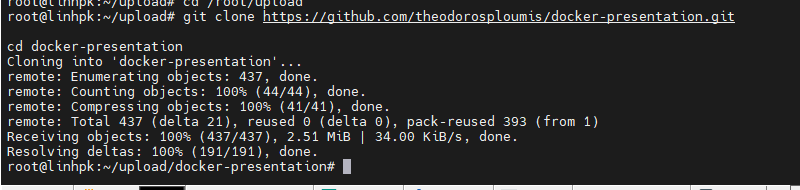 root@linhpk:~/upload# cd /root/upload
root@linhpk:~/upload# git clone https://github.com/theodorosploumis/docker-presentation.git
cd docker-presentation
Cloning into 'docker-presentation'...
remote: Enumerating objects: 437, done.
remote: Counting objects: 100% (44/44), done.
remote: Compressing objects: 100% (41/41), done.
remote: Total 437 (delta 21), reused 0 (delta 0), pack-reused 393 (from 1)
Receiving objects: 100% (437/437), 2.51 MiB | 34.00 KiB/s, done.
Resolving deltas: 100% (191/191), done.
root@linhpk:~/upload/docker-presentation#